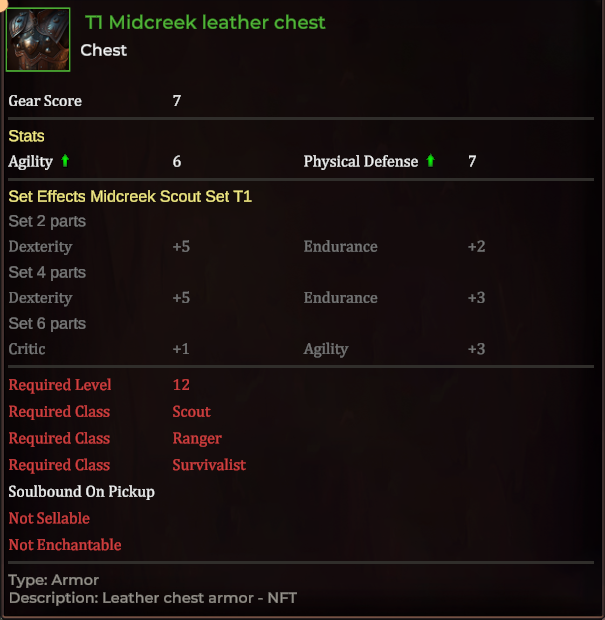 T1 Midcreek leather chest
Chest
Gear Score 7
Stats
Agility 6 Physical Defense 7
Set Effects Midcreek Scout Set T1
Set 2 parts
Dexterity +5 Endurance +2
Set 4 parts
Dexterity +5 Endurance +3
Set 6 parts
Critic +1 Agility +3
Required Level 12
Required Class Scout
Required Class Ranger
Required Class Survivalist
Soulbound On Pickup
Not Sellable
Not Enchantable
Type: Armor
Description: Leather chest armor - NFT